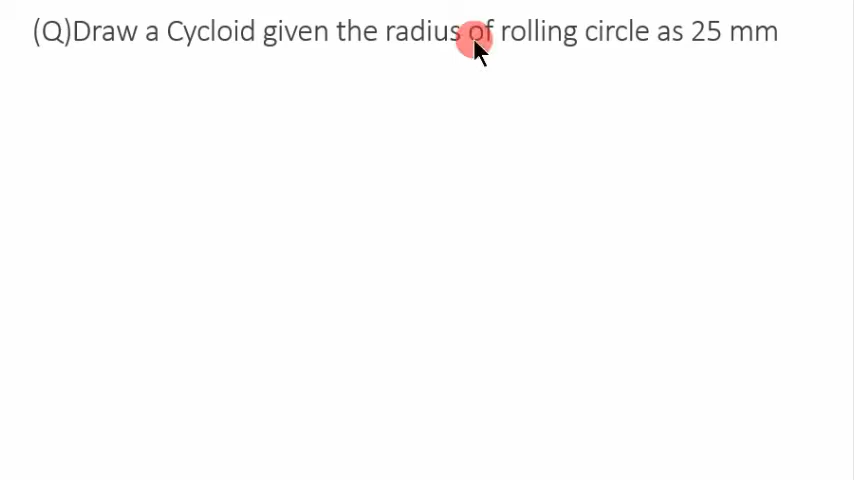 (Q)Draw a Cycloid given the radius of rolling circle as 25 mm